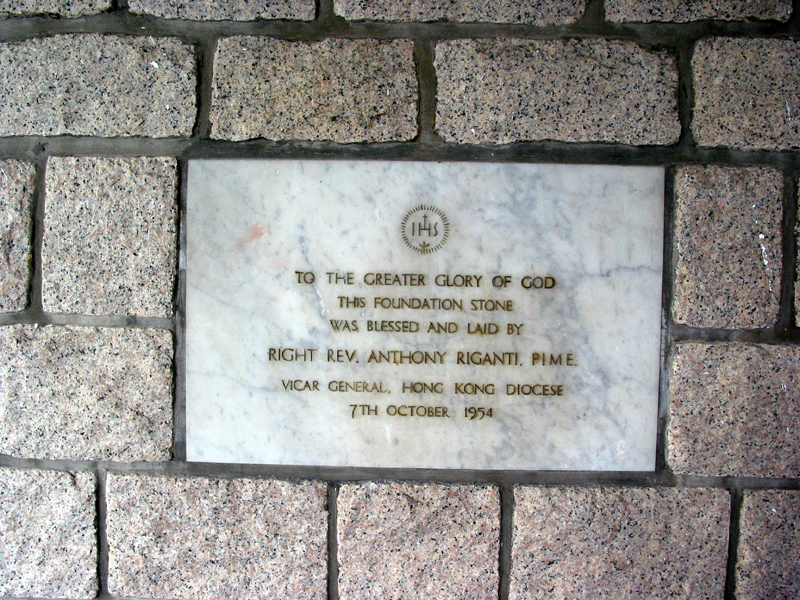 IHS
TO THE GREATER GLORY OF GOD
THIS FOUNDATION STONE
WAS BLESSED AND LAID BY
RIGHT REV. ANTHONY RIGANTI, P.I.M.E.
VICAR GENERAL, HONG KONG DIOCESE
7TH OCTOBER 1954